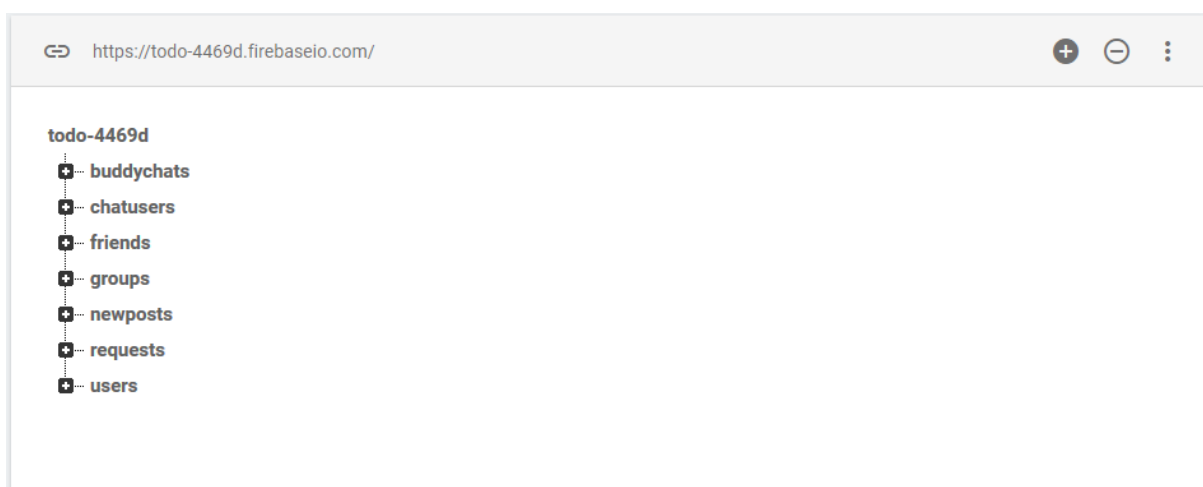 https://todo-4469d.firebaseio.com/
todo-4469d
buddychats
chatusers
friends
groups
newposts
requests
users